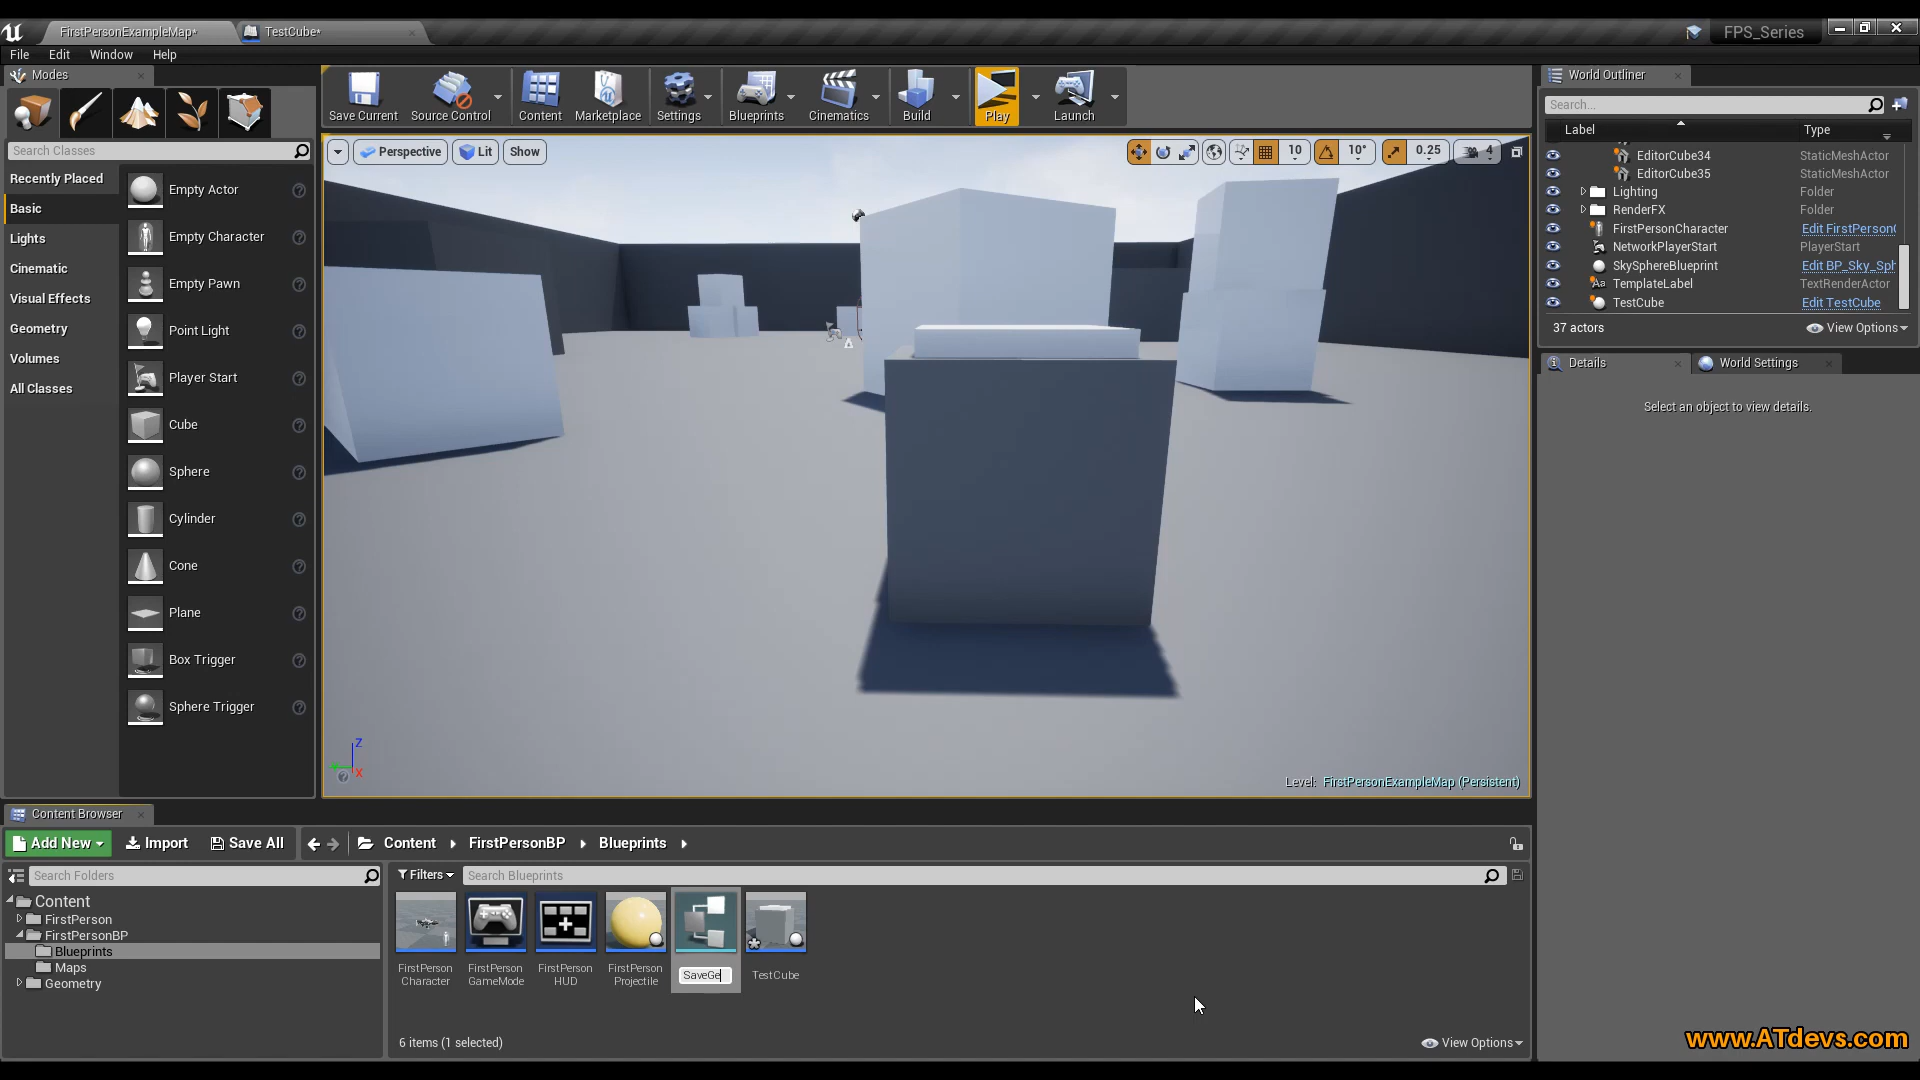 FirstPersonExampleMap*
TestCube*
FPS_Series
File Edit Window Help
Modes
Search Classes
Recently Placed
Basic
Lights
Cinematic
Visual Effects
Geometry
Volumes
All Classes
Empty Actor
Empty Character
Empty Pawn
Point Light
Player Start
Cube
Sphere
Cylinder
Cone
Plane
Box Trigger
Sphere Trigger
Save Current
Source Control
Content
Marketplace
Settings
Blueprints
Cinematics
Build
Play
Launch
Perspective
Lit
Show
10
10°
0.25
4
Z
X
Level: FirstPersonExampleMap (Persistent)
World Outliner
Search...
Label Type
EditorCube34 StaticMeshActor
EditorCube35 StaticMeshActor
Lighting Folder
RenderFX Folder
FirstPersonCharacter Edit FirstPersonC
NetworkPlayerStart PlayerStart
SkySphereBlueprint Edit BP_Sky_Sph
TemplateLabel TextRenderActor
TestCube Edit TestCube
37 actors
View Options
Details
World Settings
Select an object to view details.
Content Browser
Add New
Import
Save All
Content
FirstPersonBP
Blueprints
Search Folders
Content
FirstPerson
FirstPersonBP
Blueprints
Maps
Geometry
Filters
Search Blueprints
FirstPerson
Character
FirstPerson
GameMode
FirstPerson
HUD
FirstPerson
Projectile
SaveGe
TestCube
6 items (1 selected)
View Options
www.ATdevs.com